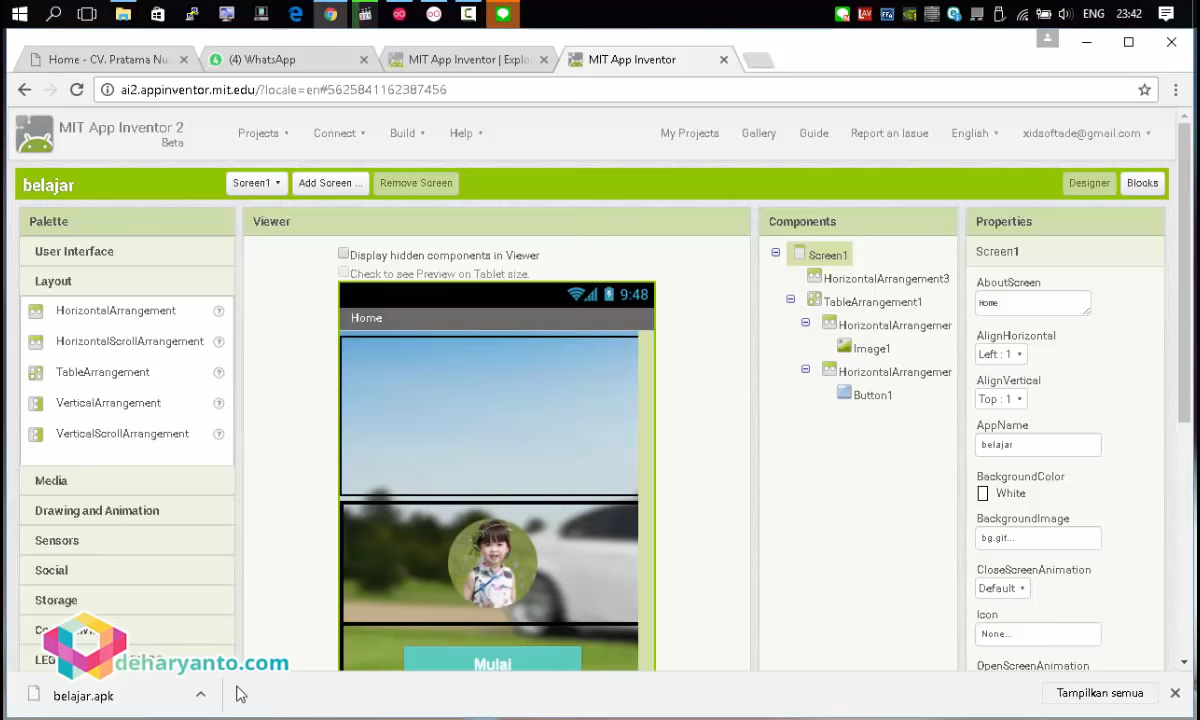 ENG 23:42
Home - CV. Pratama Nus
(4) WhatsApp
MIT App Inventor | Explo
MIT App Inventor
ai2.appinventor.mit.edu/?locale=en#5625841162387456
MIT App Inventor 2
Beta
Projects
Connect
Build
Help
My Projects
Gallery
Guide
Report an Issue
English
xidsoftade@gmail.com
belajar
Screen1
Add Screen ...
Remove Screen
Designer
Blocks
Palette
User Interface
Layout
HorizontalArrangement
HorizontalScrollArrangement
TableArrangement
VerticalArrangement
VerticalScrollArrangement
Media
Drawing and Animation
Sensors
Social
Storage
Viewer
Display hidden components in Viewer
Check to see Preview on Tablet size.
9:48
Home
Mulai
Components
Screen1
HorizontalArrangement3
TableArrangement1
HorizontalArrangemer
Image1
HorizontalArrangemer
Button1
Properties
Screen1
AboutScreen
Home
AlignHorizontal
Left : 1
AlignVertical
Top : 1
AppName
belajar
BackgroundColor
White
BackgroundImage
bg.gif...
CloseScreenAnimation
Default
Icon
None...
OpenScreenAnimation
deharyanto.com
belajar.apk
Tampilkan semua